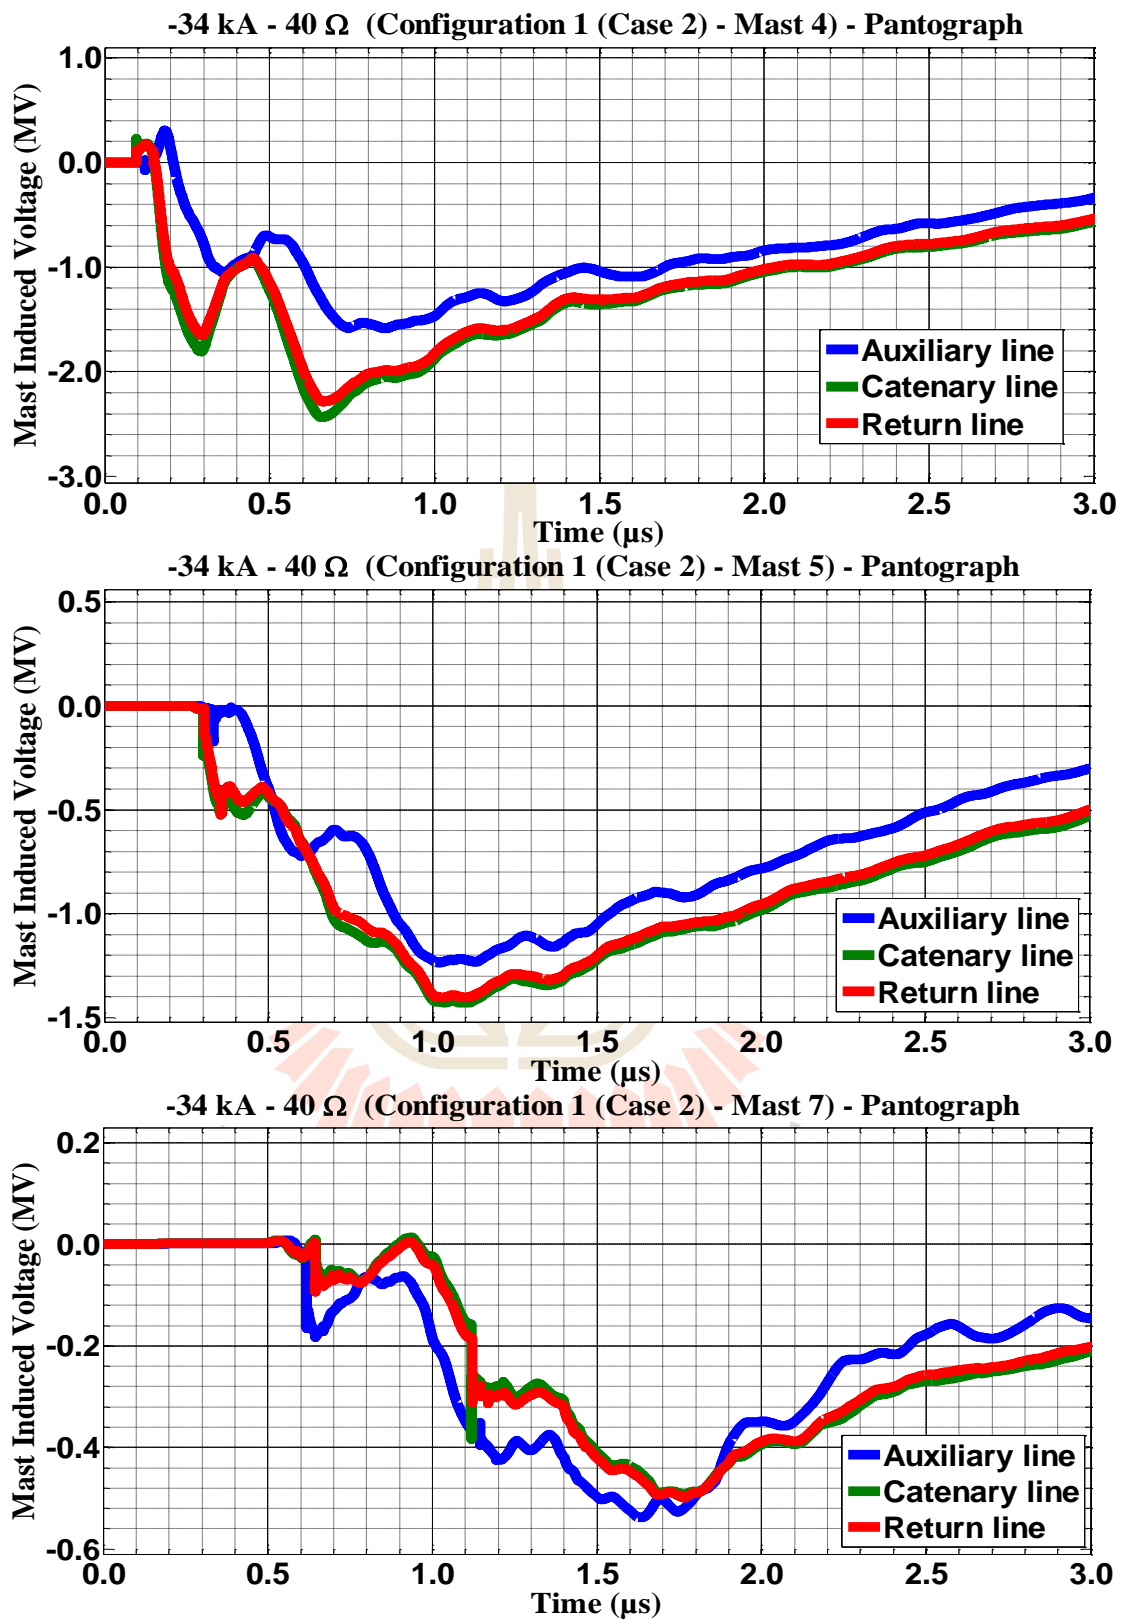 -34 kA - 40 Ω (Configuration 1 (Case 2) - Mast 4) - Pantograph
Mast Induced Voltage (MV)
1.0
0.0
-1.0
-2.0
-3.0
Auxiliary line
Catenary line
Return line
0.0 0.5 1.0 1.5 2.0 2.5 3.0
Time (µs)
-34 kA - 40 Ω (Configuration 1 (Case 2) - Mast 5) - Pantograph
Mast Induced Voltage (MV)
0.5
0.0
-0.5
-1.0
-1.5
Auxiliary line
Catenary line
Return line
0.0 0.5 1.0 1.5 2.0 2.5 3.0
Time (µs)
-34 kA - 40 Ω (Configuration 1 (Case 2) - Mast 7) - Pantograph
Mast Induced Voltage (MV)
0.2
0.0
-0.2
-0.4
-0.6
Auxiliary line
Catenary line
Return line
0.0 0.5 1.0 1.5 2.0 2.5 3.0
Time (µs)